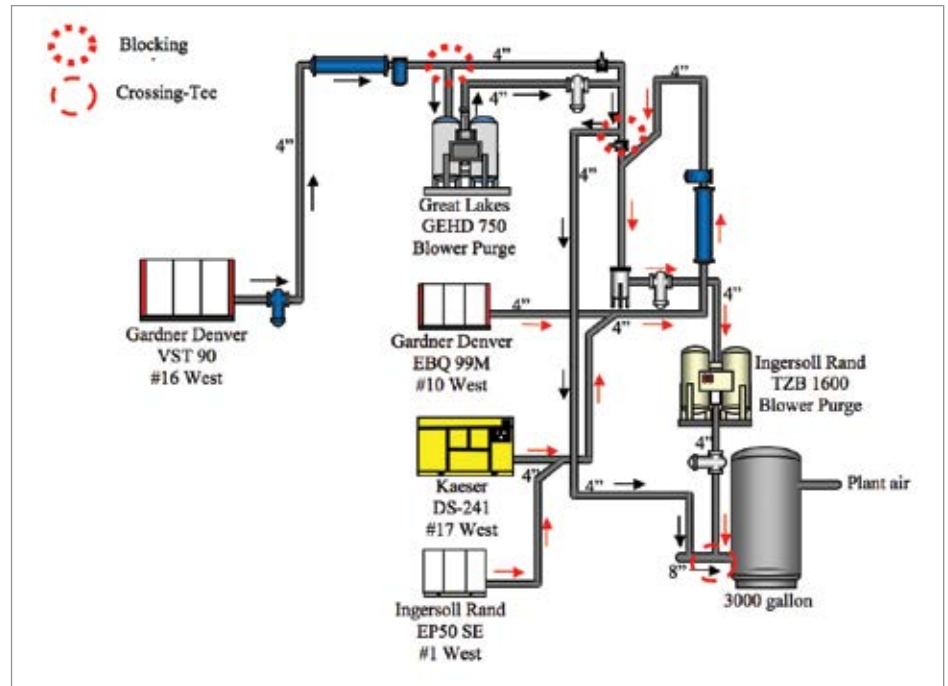 Blocking
Crossing-Tee
4"
4"
4"
4"
4"
4"
Great Lakes
GEHD 750
Blower Purge
Gardner Denver
VST 90
#16 West
4"
4"
4"
Gardner Denver
EBQ 99M
#10 West
Ingersoll Rand
TZB 1600
Blower Purge
4"
Kaeser
DS-241
#17 West
4"
4"
Plant air
8"
3000 gallon
Ingersoll Rand
EP50 SE
#1 West